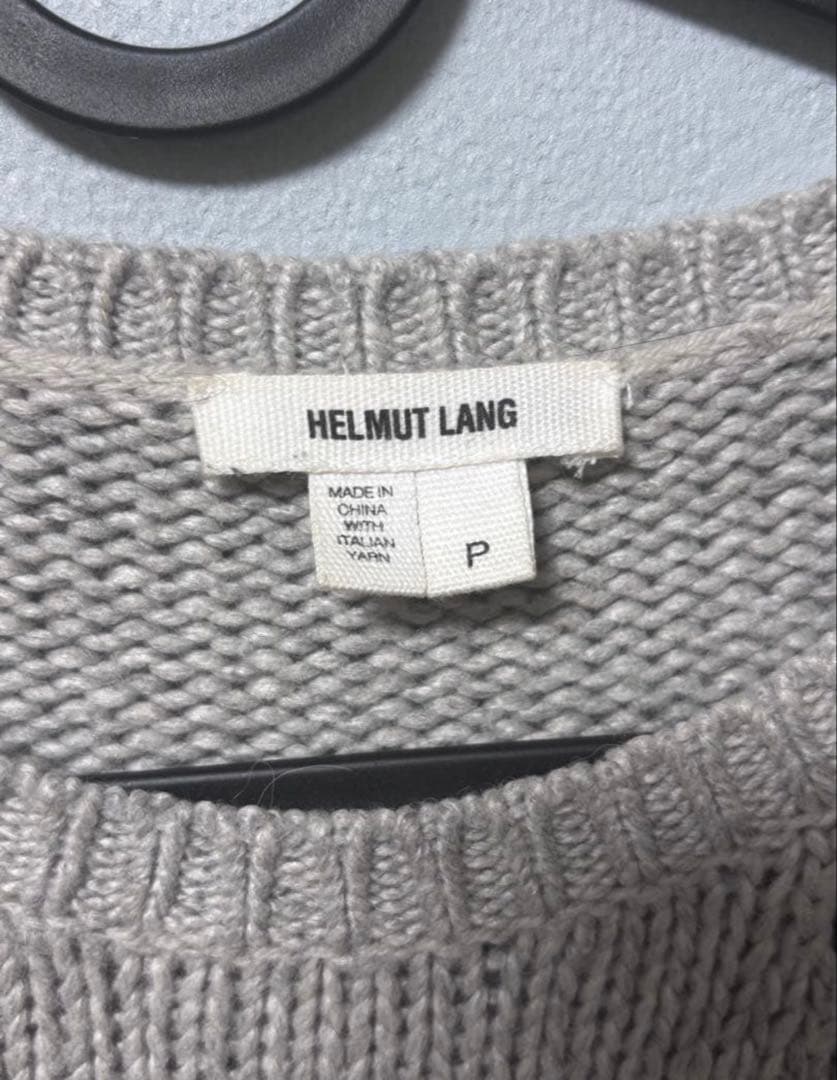 HELMUT LANG
MADE IN
CHINA
WITH
ITALIAN
YARN
P